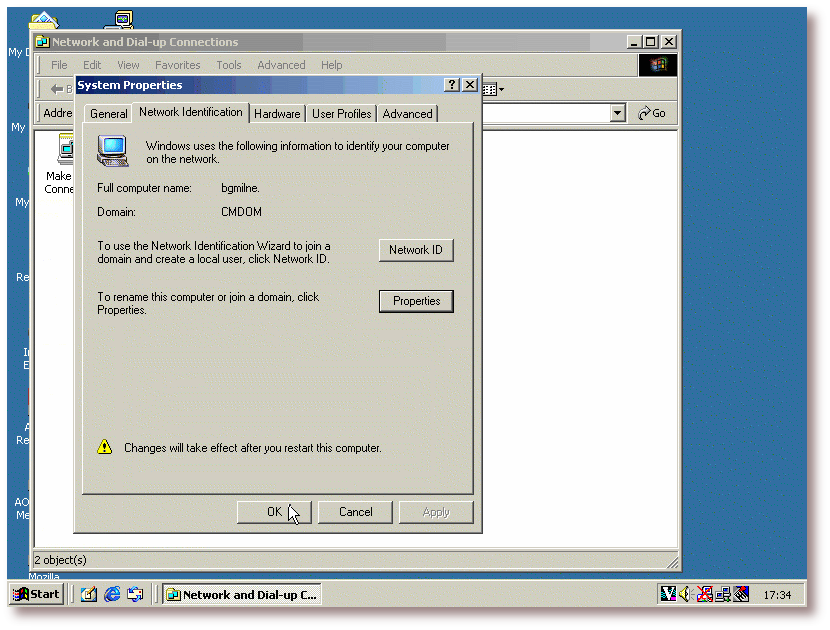 My D
Network and Dial-up Connections
File Edit View Favorites Tools Advanced Help
B
System Properties
Addre
Go
General Network Identification Hardware User Profiles Advanced
My
Windows uses the following information to identify your computer
on the network.
Make
Conne
Full computer name: bgmilne.
My
Domain: CMDOM
To use the Network Identification Wizard to join a
domain and create a local user, click Network ID.
Network ID
Re
To rename this computer or join a domain, click
Properties.
Properties
In
E
A
Re
Changes will take effect after you restart this computer.
AO
Me
OK Cancel Apply
2 object(s)
Mozilla
Start
Network and Dial-up C...
17:34